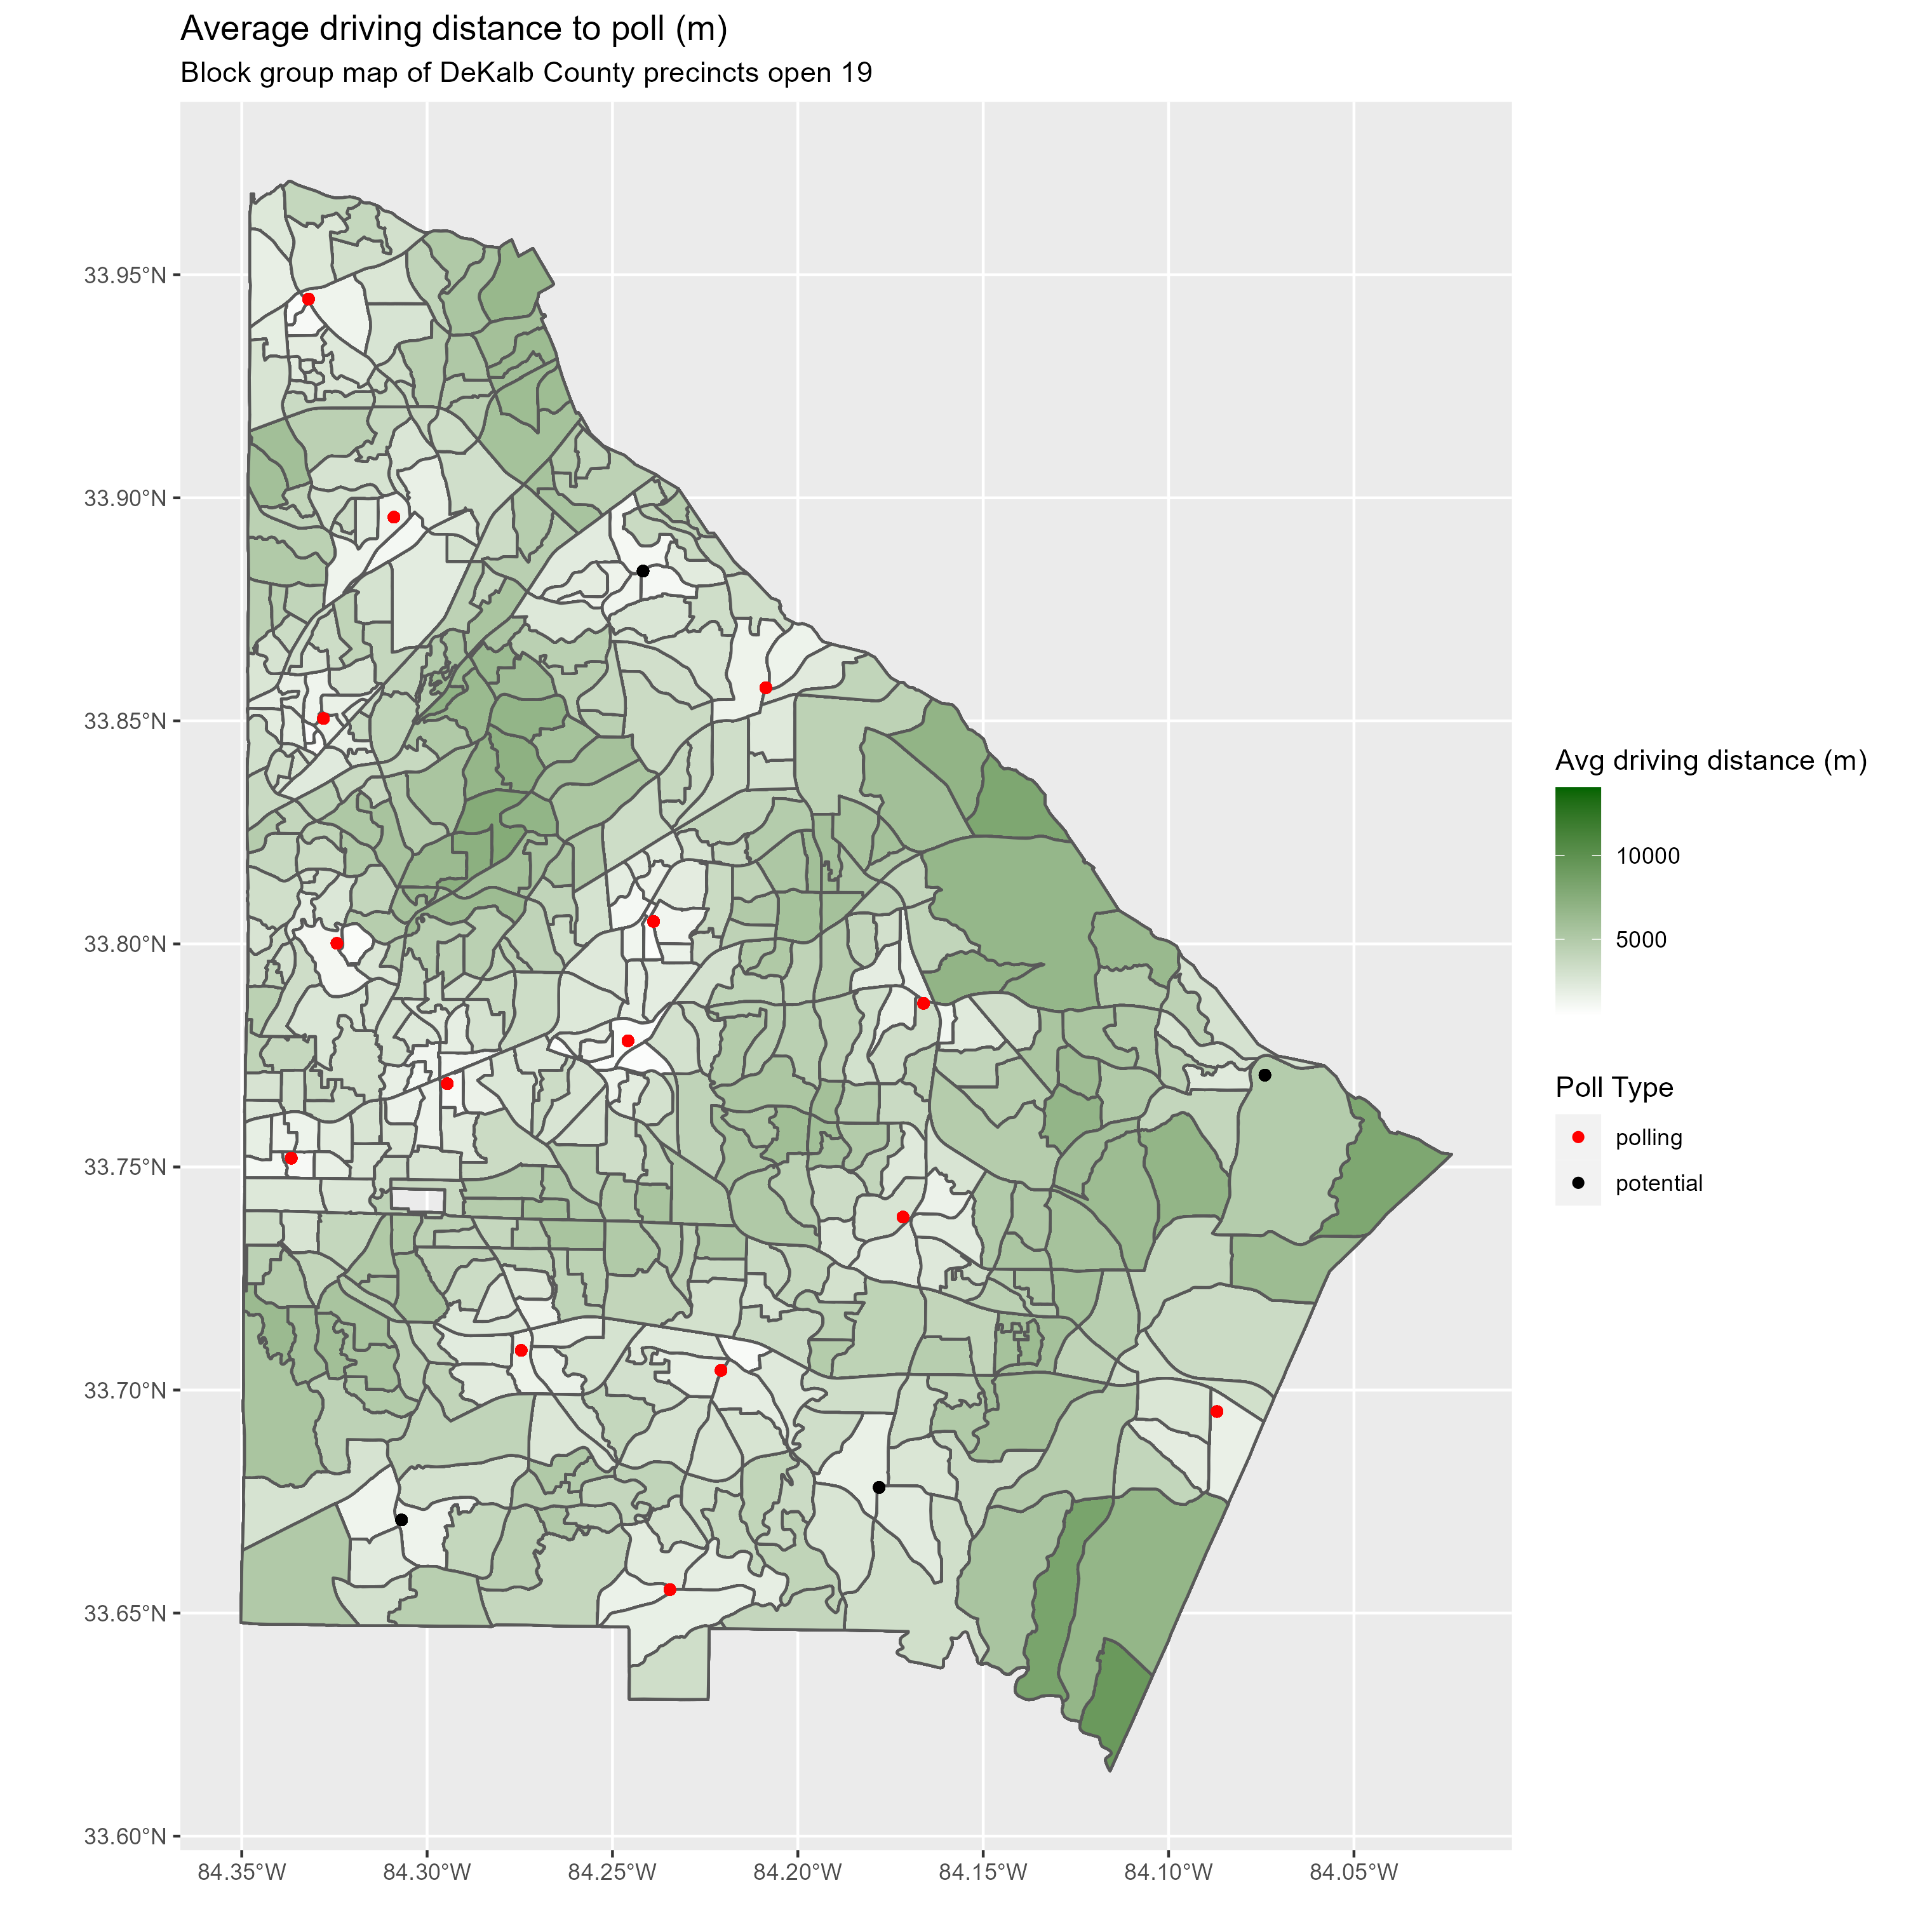 Average driving distance to poll (m)
Block group map of DeKalb County precincts open 19
33.95°N
33.90°N
33.85°N
33.80°N
33.75°N
33.70°N
33.65°N
33.60°N
84.35°W
84.30°W
84.25°W
84.20°W
84.15°W
84.10°W
84.05°W
Avg driving distance (m)
10000
5000
Poll Type
polling
potential